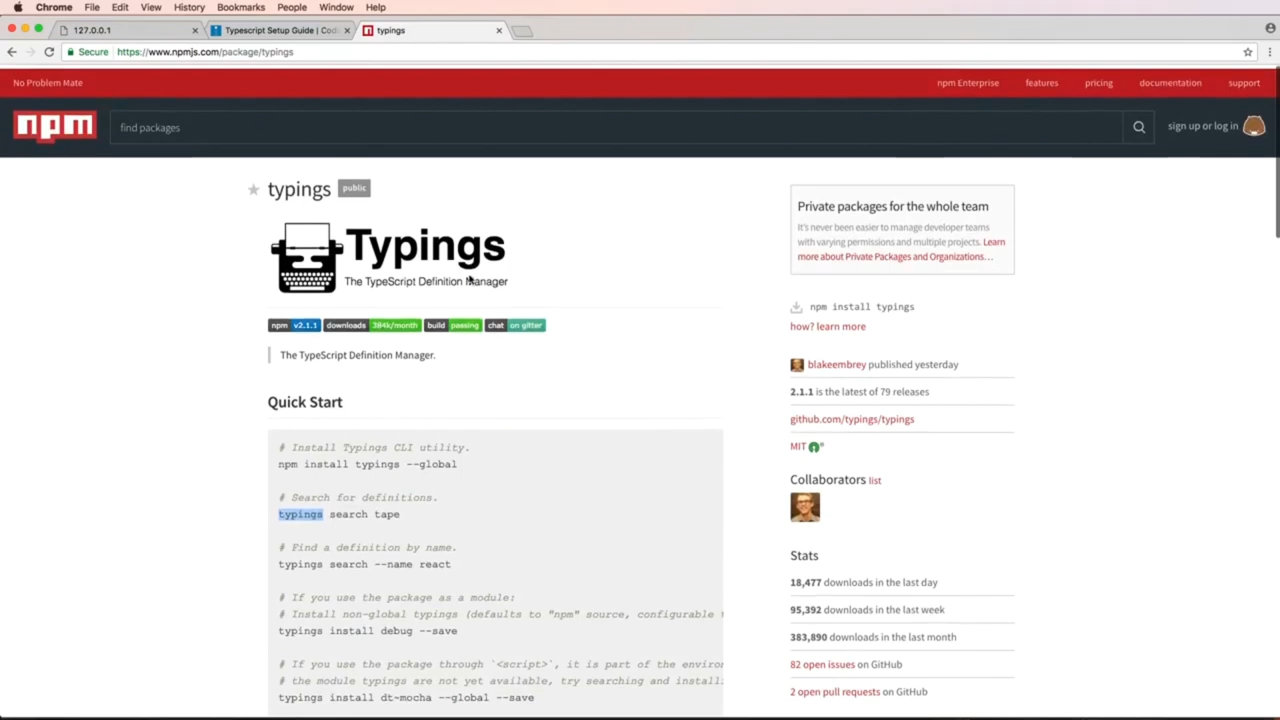 Chrome File Edit View History Bookmarks People Window Help
127.0.0.1 Typescript Setup Guide | Codi typings
Secure https://www.npmjs.com/package/typings
No Problem Mate npm Enterprise features pricing documentation support
npm find packages sign up or log in
typings public
Typings
The TypeScript Definition Manager
npm v2.1.1 downloads 384k/month build passing chat on gitter
The TypeScript Definition Manager.
Quick Start
# Install Typings CLI utility.
npm install typings --global
# Search for definitions.
typings search tape
# Find a definition by name.
typings search --name react
# If you use the package as a module:
# Install non-global typings (defaults to "npm" source, configurable
typings install debug --save
# If you use the package through `<script>`, it is part of the enviro
# the module typings are not yet available, try searching and install
typings install dt~mocha --global --save
Private packages for the whole team
It's never been easier to manage developer teams
with varying permissions and multiple projects. Learn
more about Private Packages and Organizations…
npm install typings
how? learn more
blakeembrey published yesterday
2.1.1 is the latest of 79 releases
github.com/typings/typings
MIT
Collaborators list
Stats
18,477 downloads in the last day
95,392 downloads in the last week
383,890 downloads in the last month
82 open issues on GitHub
2 open pull requests on GitHub